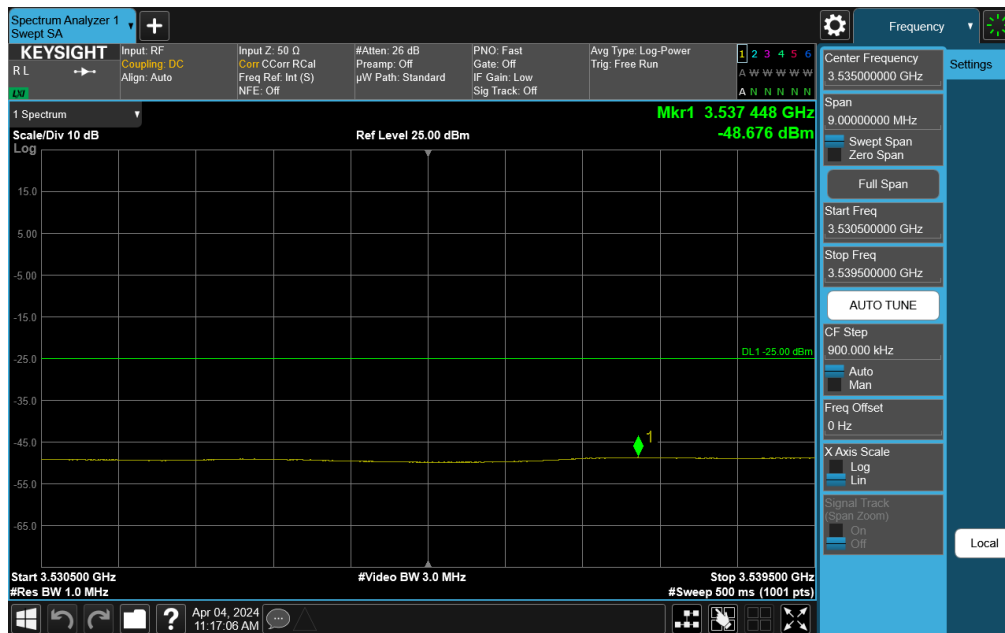 Spectrum Analyzer 1
Swept SA
+
Frequency
KEYSIGHT
R L
LXI
Input: RF
Coupling: DC
Align: Auto
Input Z: 50 Ω
Corr CCorr RCal
Freq Ref: Int (S)
NFE: Off
#Atten: 26 dB
Preamp: Off
µW Path: Standard
PNO: Fast
Gate: Off
IF Gain: Low
Sig Track: Off
Avg Type: Log-Power
Trig: Free Run
1 2 3 4 5 6
A W W W W W
A N N N N N
1 Spectrum
Scale/Div 10 dB
Log
Ref Level 25.00 dBm
Mkr1 3.537 448 GHz
-48.676 dBm
15.0
5.00
-5.00
-15.0
-25.0
DL1 -25.00 dBm
-35.0
-45.0
1
-55.0
-65.0
Start 3.530500 GHz
#Res BW 1.0 MHz
#Video BW 3.0 MHz
Stop 3.539500 GHz
#Sweep 500 ms (1001 pts)
?
Apr 04, 2024
11:17:06 AM
Center Frequency
3.535000000 GHz
Settings
Span
9.00000000 MHz
Swept Span
Zero Span
Full Span
Start Freq
3.530500000 GHz
Stop Freq
3.539500000 GHz
AUTO TUNE
CF Step
900.000 kHz
Auto
Man
Freq Offset
0 Hz
X Axis Scale
Log
Lin
Signal Track
(Span Zoom)
On
Off
Local